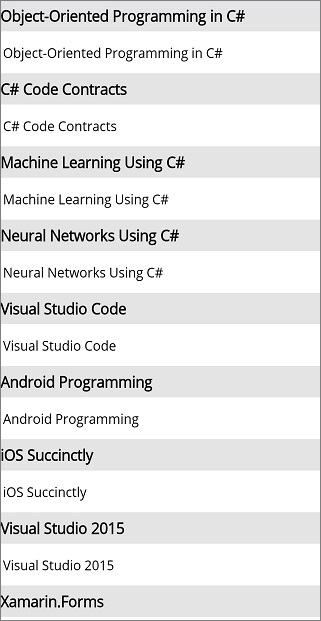 Object-Oriented Programming in C#
Object-Oriented Programming in C#
C# Code Contracts
C# Code Contracts
Machine Learning Using C#
Machine Learning Using C#
Neural Networks Using C#
Neural Networks Using C#
Visual Studio Code
Visual Studio Code
Android Programming
Android Programming
iOS Succinctly
iOS Succinctly
Visual Studio 2015
Visual Studio 2015
Xamarin.Forms